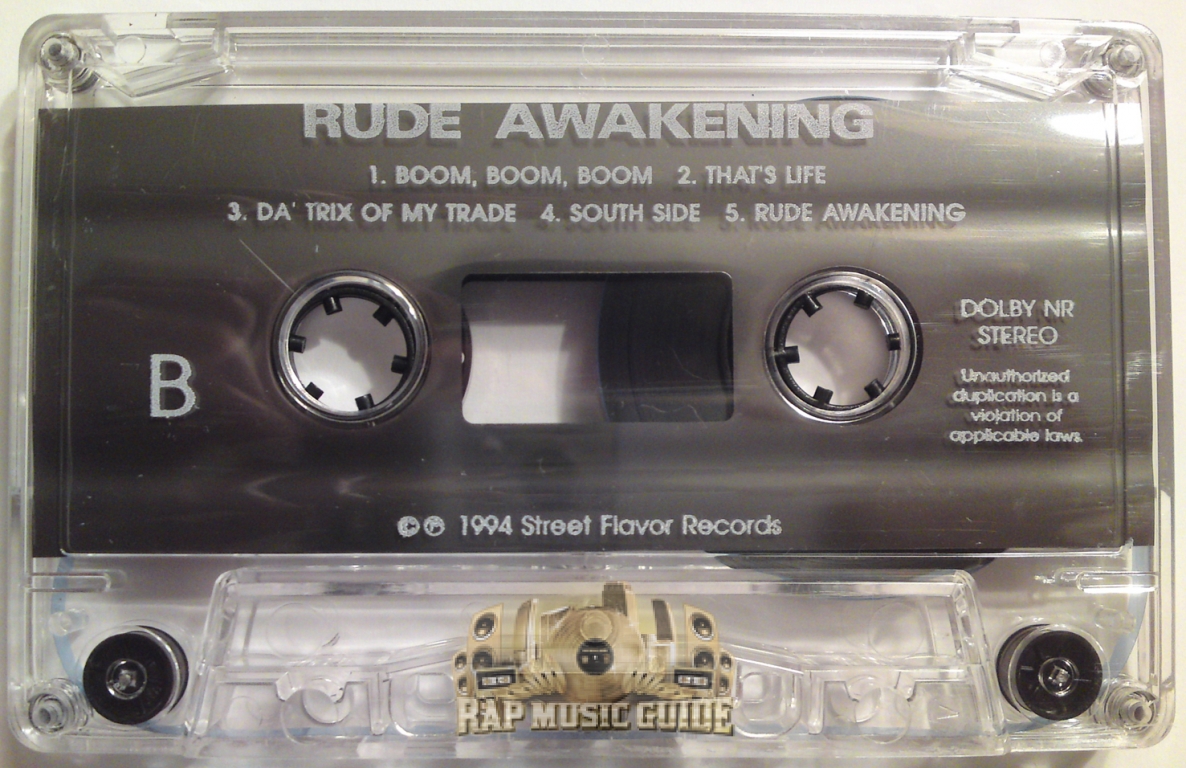 RUDE AWAKENING
1. BOOM, BOOM, BOOM 2. THAT'S LIFE
3. DA' TRIX OF MY TRADE 4. SOUTH SIDE 5. RUDE AWAKENING
B
DOLBY NR
STEREO
Unauthorized
duplication is a
violation of
applicable laws.
©℗ 1994 Street Flavor Records
RAP MUSIC GUIDE